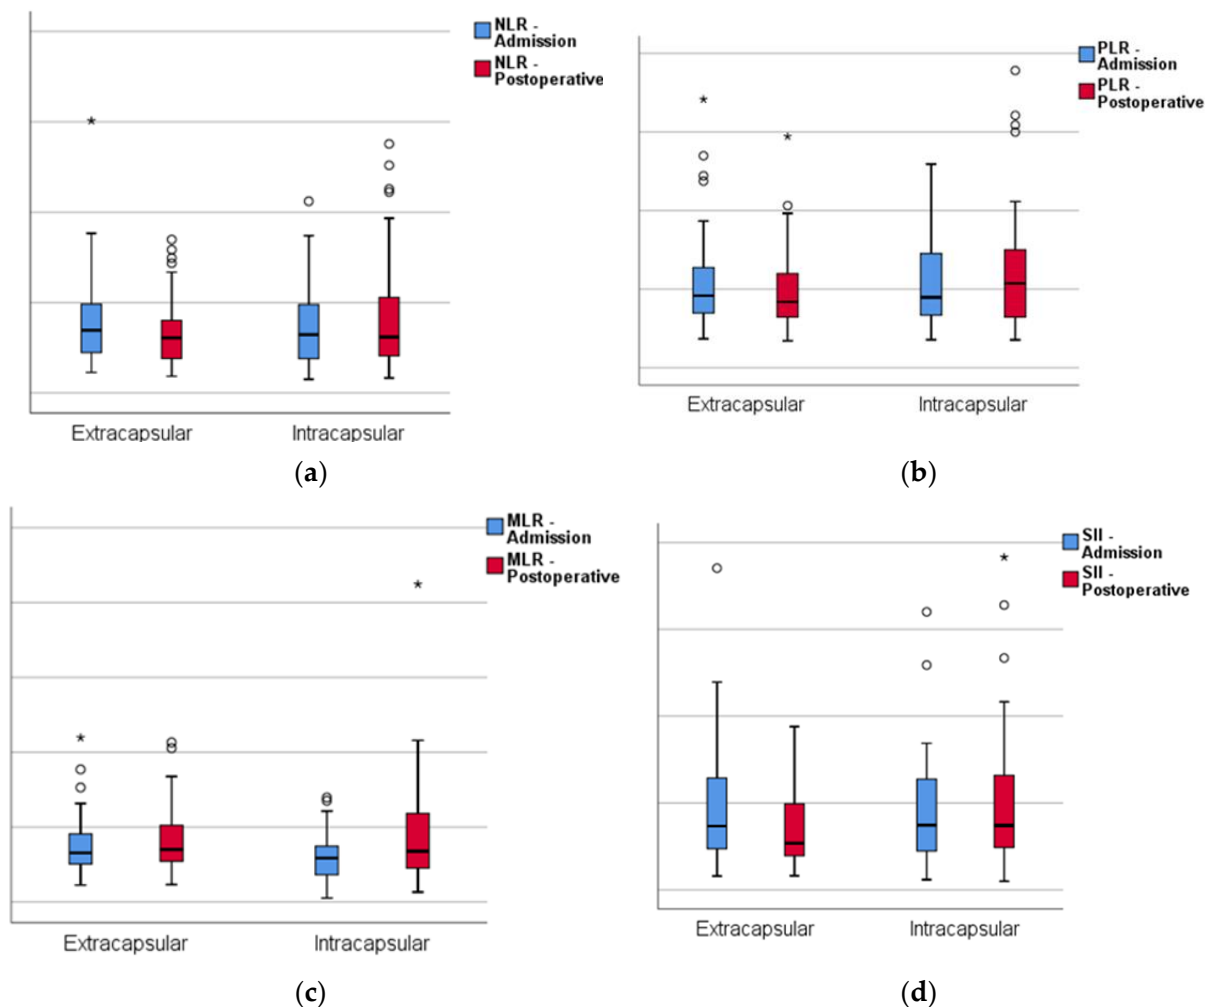 NLR -
Admission
NLR -
Postoperative
Extracapsular
Intracapsular
(a)
PLR -
Admission
PLR -
Postoperative
Extracapsular
Intracapsular
(b)
MLR -
Admission
MLR -
Postoperative
Extracapsular
Intracapsular
(c)
SII -
Admission
SII -
Postoperative
Extracapsular
Intracapsular
(d)